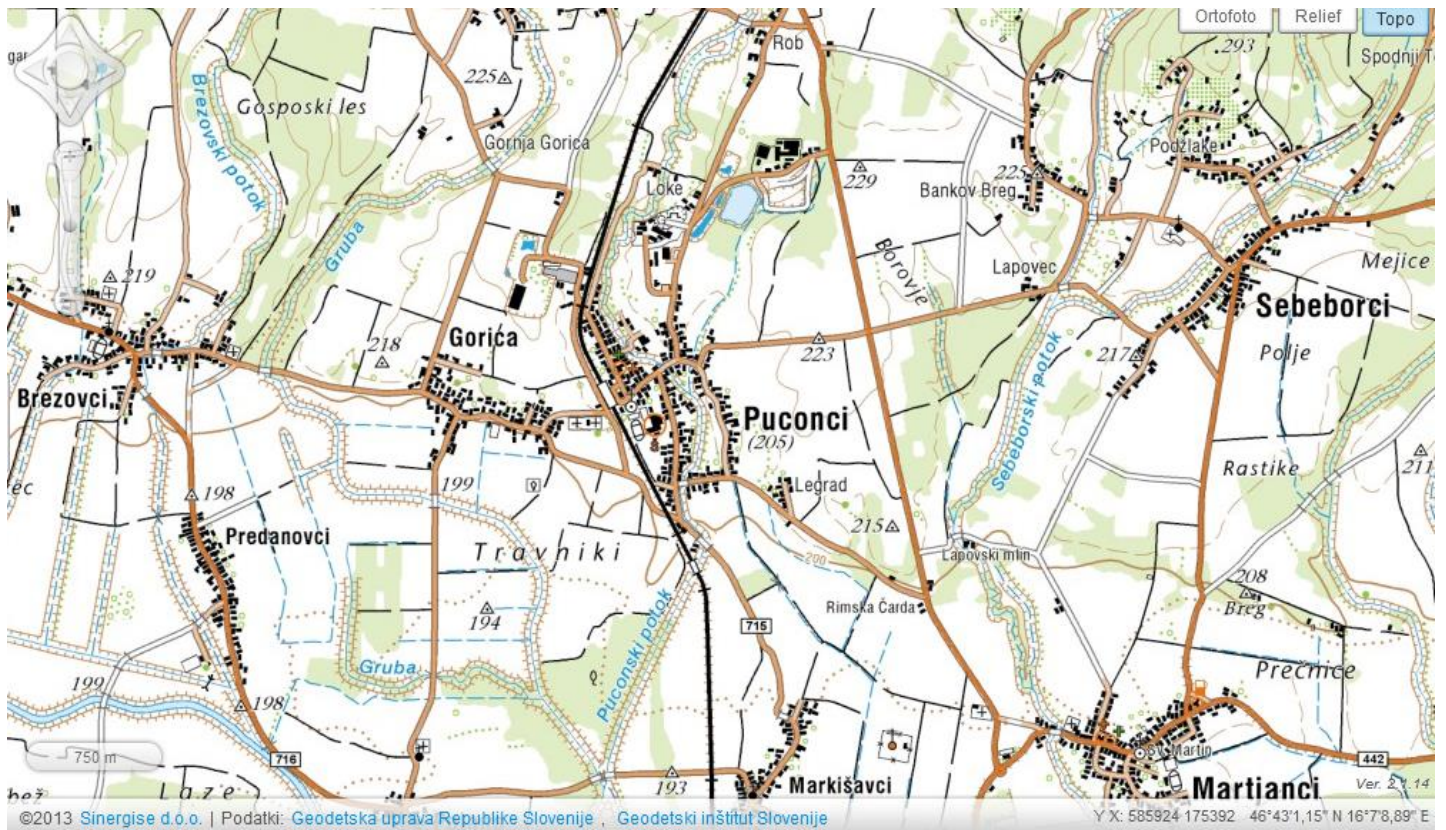 Ortofoto
Relief
Topo
Rob
.293
Spodnji T
Gosposki les
225
Brezovski potok
Gornja Gorica
Podžlake
229
225
Loke
Bankov Breg
Gruba
Borovje
Lapovec
Mejice
219
Sebeborci
218
Gorica
223
217
Polje
Brezovci
Puconci
(205)
Sebeborski potok
211
Rastike
ec
198
199
Legrad
Predanovci
Travniki
215
200
Lapovski mlin
208
Breg
194
Rimska Čarda
715
Gruba
Puconski potok
Prečnice
199
198
750 m
716
Sv. Martin
442
193
Markišavci
Martjanci
Ver. 2.1.14
bež
Laze
©2013 Sinergise d.o.o. | Podatki: Geodetska uprava Republike Slovenije , Geodetski inštitut Slovenije
Y X: 585924 175392 46°43'1,15" N 16°7'8,89" E